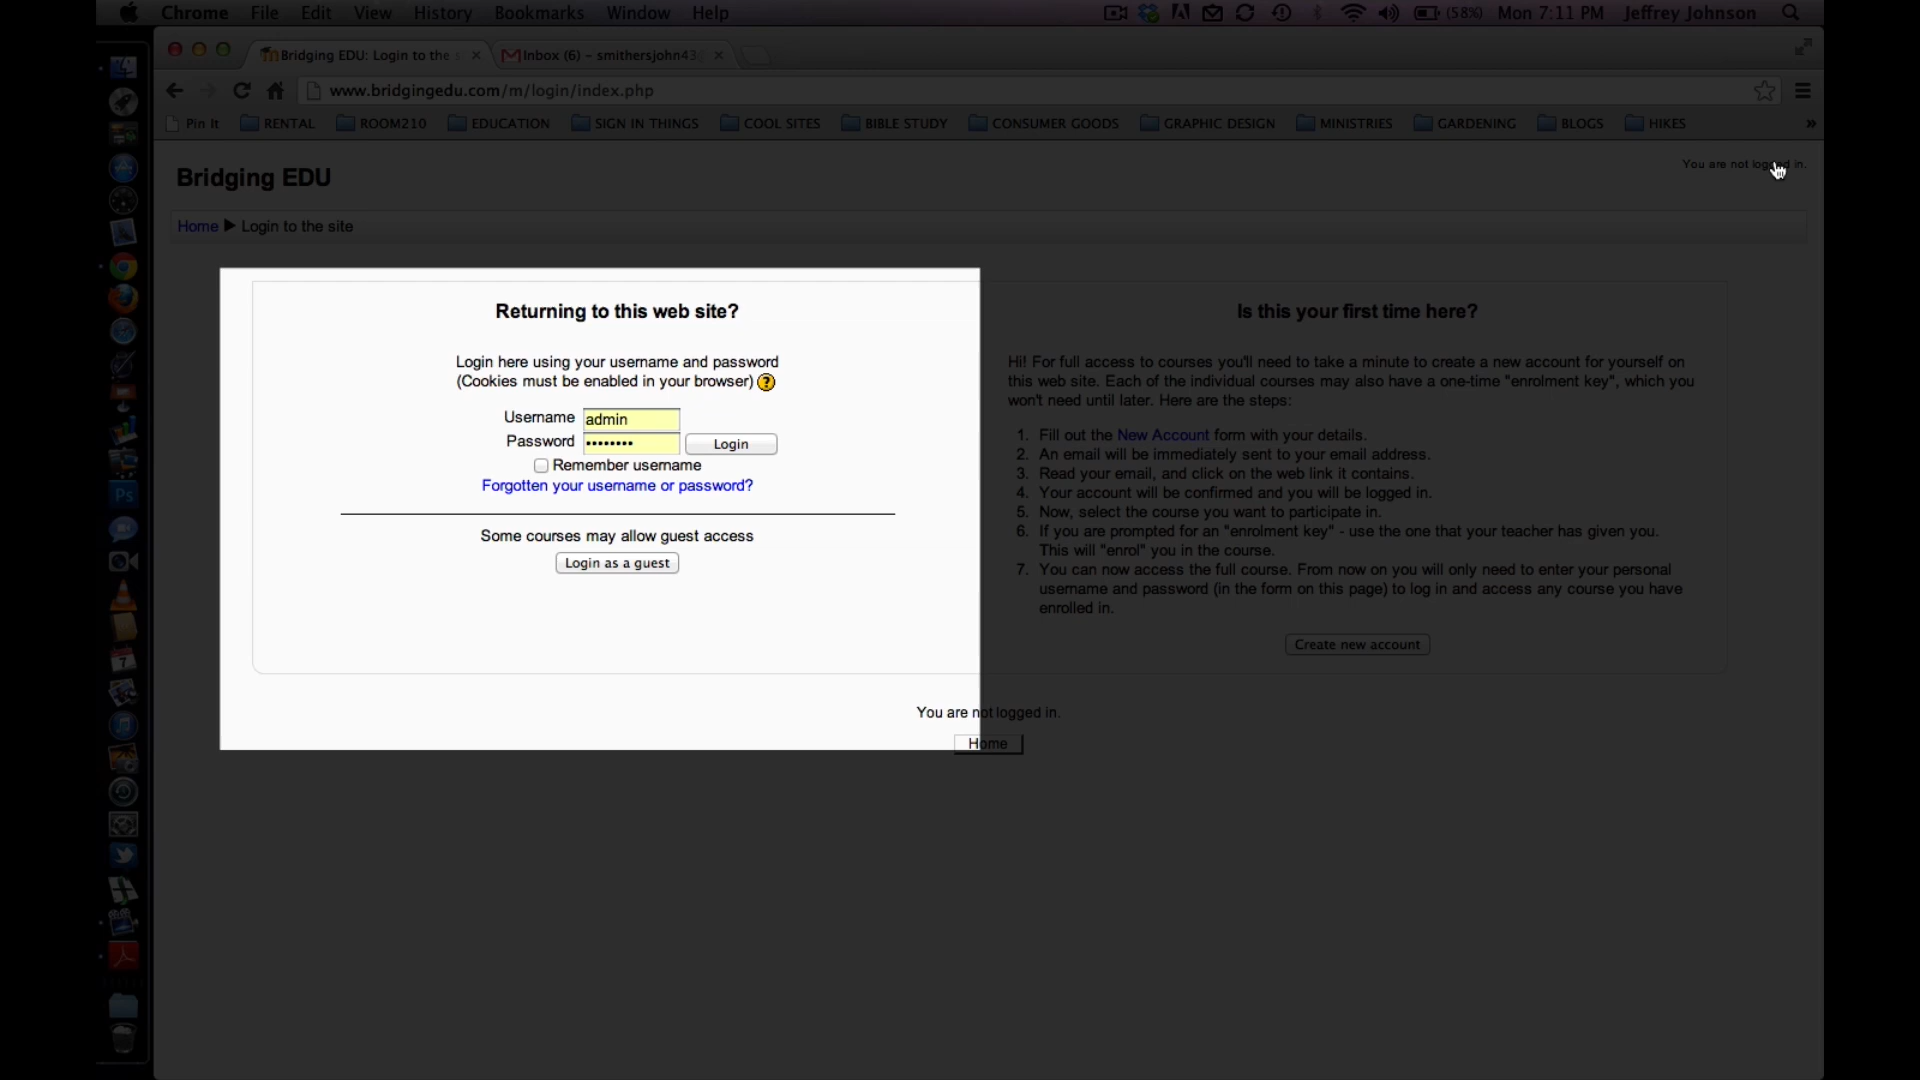 Chrome File Edit View History Bookmarks Window Help (58%) Mon 7:11 PM Jeffrey Johnson
Bridging EDU: Login to the Inbox (6) – smithersjohn43
www.bridgingedu.com/m/login/index.php
Pin It RENTAL ROOM210 EDUCATION SIGN IN THINGS COOL SITES BIBLE STUDY CONSUMER GOODS GRAPHIC DESIGN MINISTRIES GARDENING BLOGS HIKES »
You are not logged in.
Bridging EDU
Home ► Login to the site
Returning to this web site?
Login here using your username and password
(Cookies must be enabled in your browser) ?
Username admin
Password •••••••• Login
Remember username
Forgotten your username or password?
Some courses may allow guest access
Login as a guest
Is this your first time here?
Hi! For full access to courses you'll need to take a minute to create a new account for yourself on
this web site. Each of the individual courses may also have a one-time "enrolment key", which you
won't need until later. Here are the steps:
1. Fill out the New Account form with your details.
2. An email will be immediately sent to your email address.
3. Read your email, and click on the web link it contains.
4. Your account will be confirmed and you will be logged in.
5. Now, select the course you want to participate in.
6. If you are prompted for an "enrolment key" - use the one that your teacher has given you.
This will "enrol" you in the course.
7. You can now access the full course. From now on you will only need to enter your personal
username and password (in the form on this page) to log in and access any course you have
enrolled in.
Create new account
You are not logged in.
Home
Ps
7